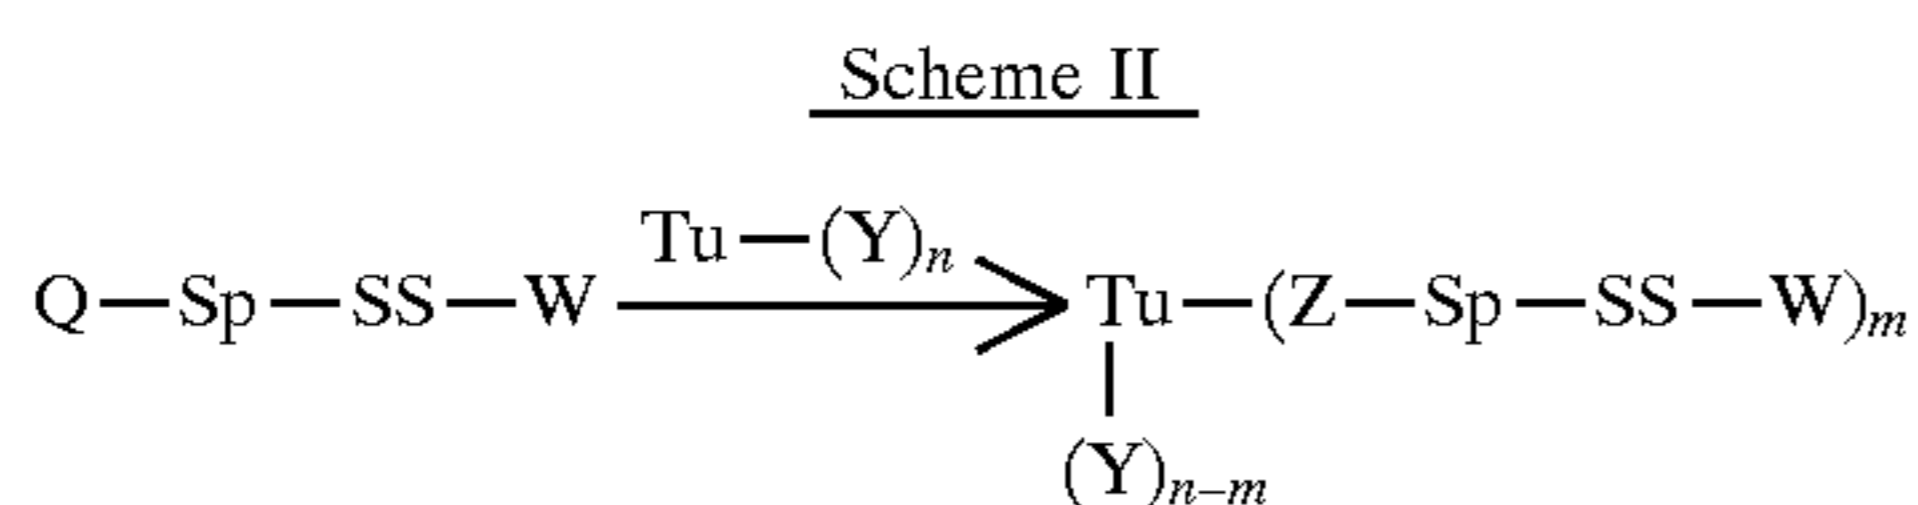 Scheme II
Tu—(Y)n
Q—Sp—SS—W Tu—(Z—Sp—SS—W)m
(Y)n–m